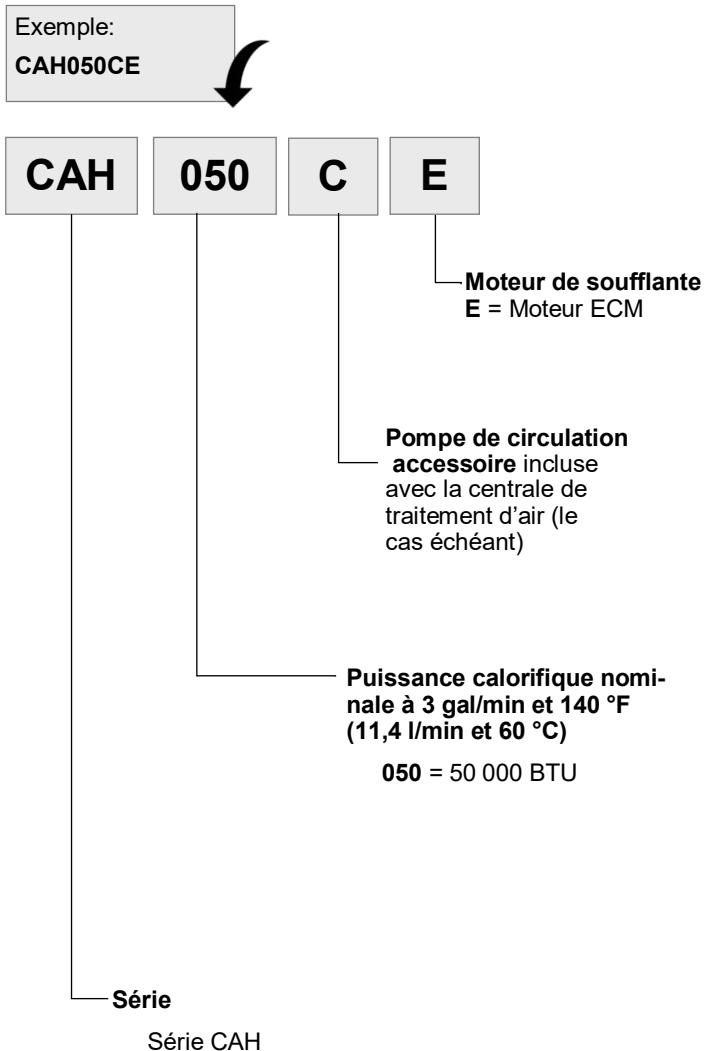 Exemple:
CAH050CE
CAH 050 C E
Moteur de soufflante
E = Moteur ECM
Pompe de circulation
accessoire incluse
avec la centrale de
traitement d’air (le
cas échéant)
Puissance calorifique nomi-
nale à 3 gal/min et 140 °F
(11,4 l/min et 60 °C)
050 = 50 000 BTU
Série
Série CAH